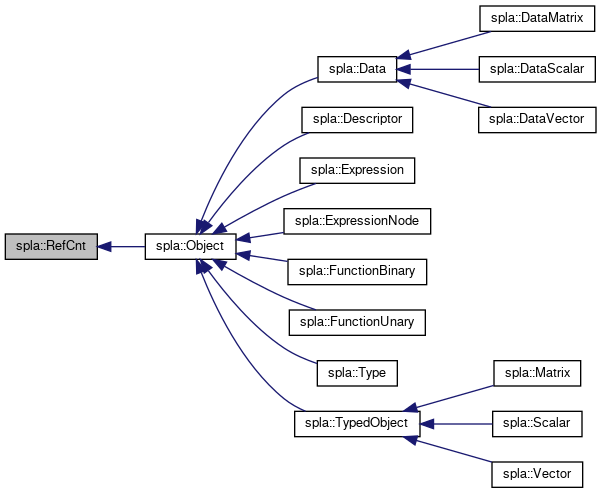 spla::RefCnt
spla::Object
spla::Data
spla::DataMatrix
spla::DataScalar
spla::DataVector
spla::Descriptor
spla::Expression
spla::ExpressionNode
spla::FunctionBinary
spla::FunctionUnary
spla::Type
spla::TypedObject
spla::Matrix
spla::Scalar
spla::Vector